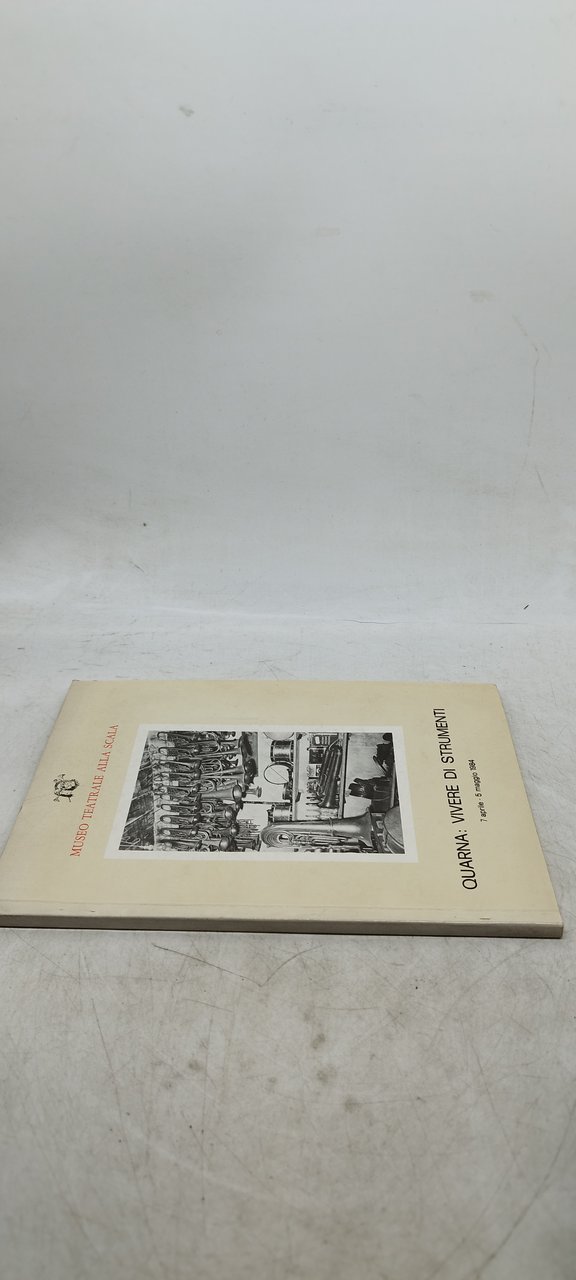 MUSEO TEATRALE ALLA SCALA
QUARNA: VIVERE DI STRUMENTI
7 aprile - 5 maggio 1984